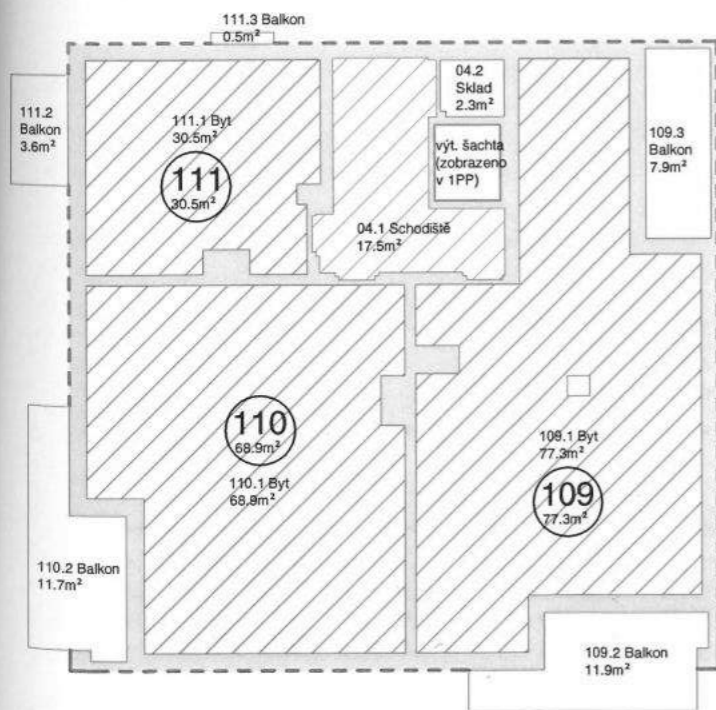 111.3 Balkon
0.5m²
111.2
Balkon
3.6m²
111.1 Byt
30.5m²
111
30.5m²
04.2
Sklad
2.3m²
výt. šachta
(zobrazeno
v 1PP)
109.3
Balkon
7.9m²
04.1 Schodiště
17.5m²
110
68.9m²
110.1 Byt
68.9m²
109.1 Byt
77.3m²
109
77.3m²
110.2 Balkon
11.7m²
109.2 Balkon
11.9m²